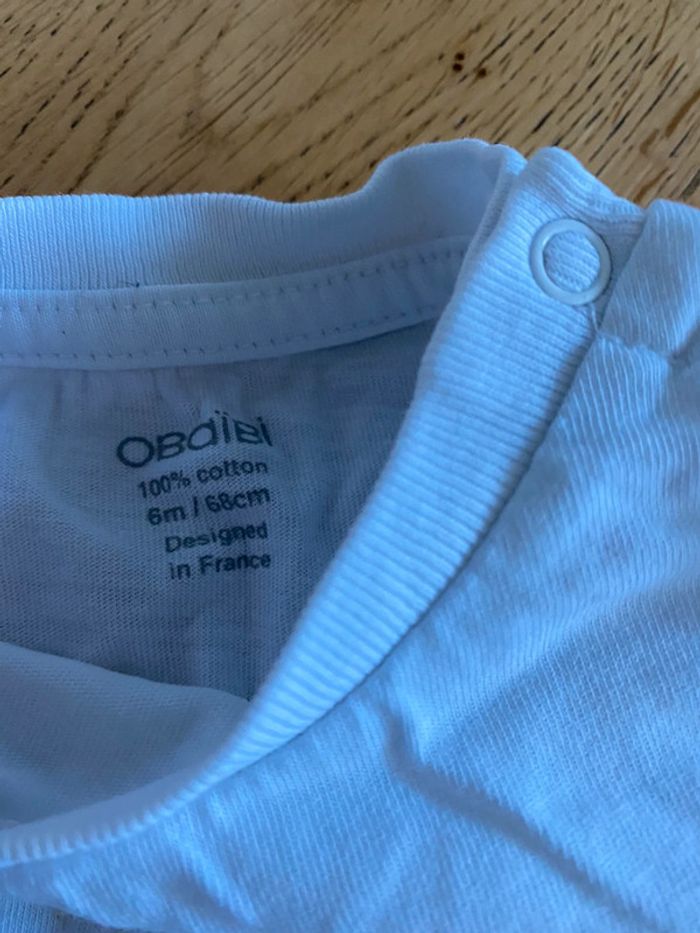 OBaïBi
100% cotton
6m / 68cm
Designed
in France